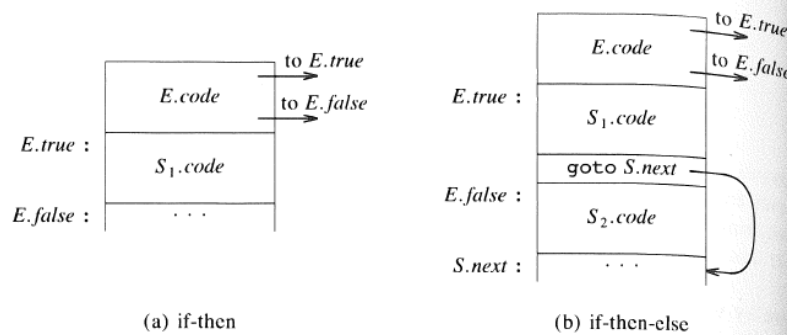 to E.true
E.code
to E.false
E.true :
S₁.code
E.false :
. . .
(a) if-then
to E.true
E.code
to E.false
E.true :
S₁.code
goto S.next
E.false :
S₂.code
S.next :
. . .
(b) if-then-else